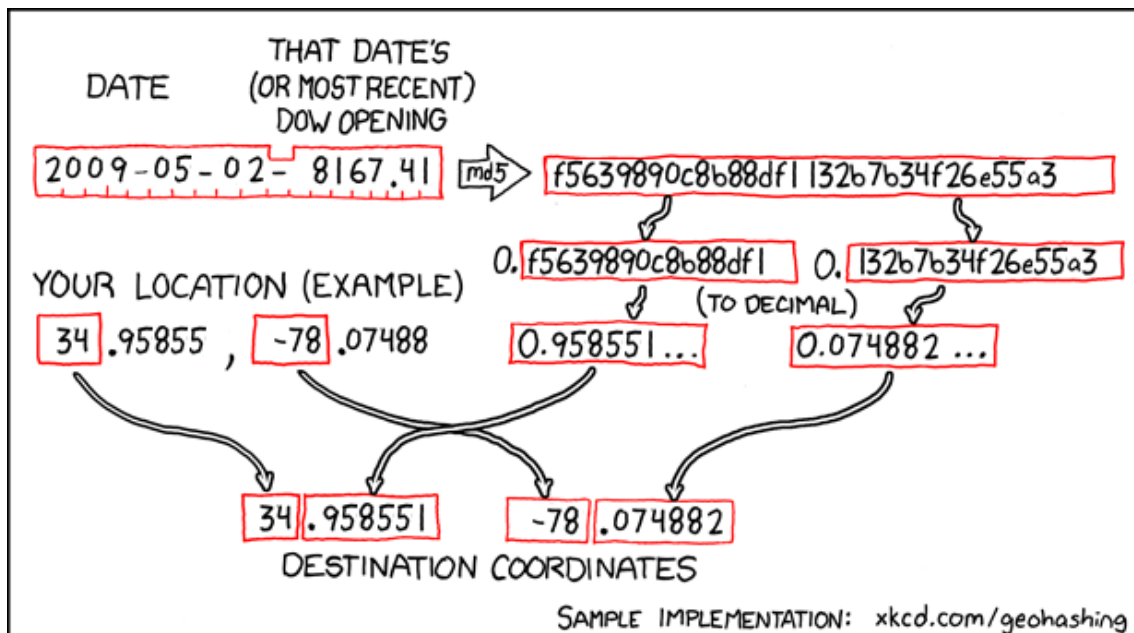 THAT DATE'S
DATE (OR MOST RECENT)
DOW OPENING
2009-05-02- 8167.41 md5 f5639890c8b88df1132b7b34f26e55a3
0.f5639890c8b88df1 0.132b7b34f26e55a3
YOUR LOCATION (EXAMPLE) (TO DECIMAL)
34.95855, -78.07488 0.958551... 0.074882...
34.958551 -78.074882
DESTINATION COORDINATES
SAMPLE IMPLEMENTATION: xkcd.com/geohashing